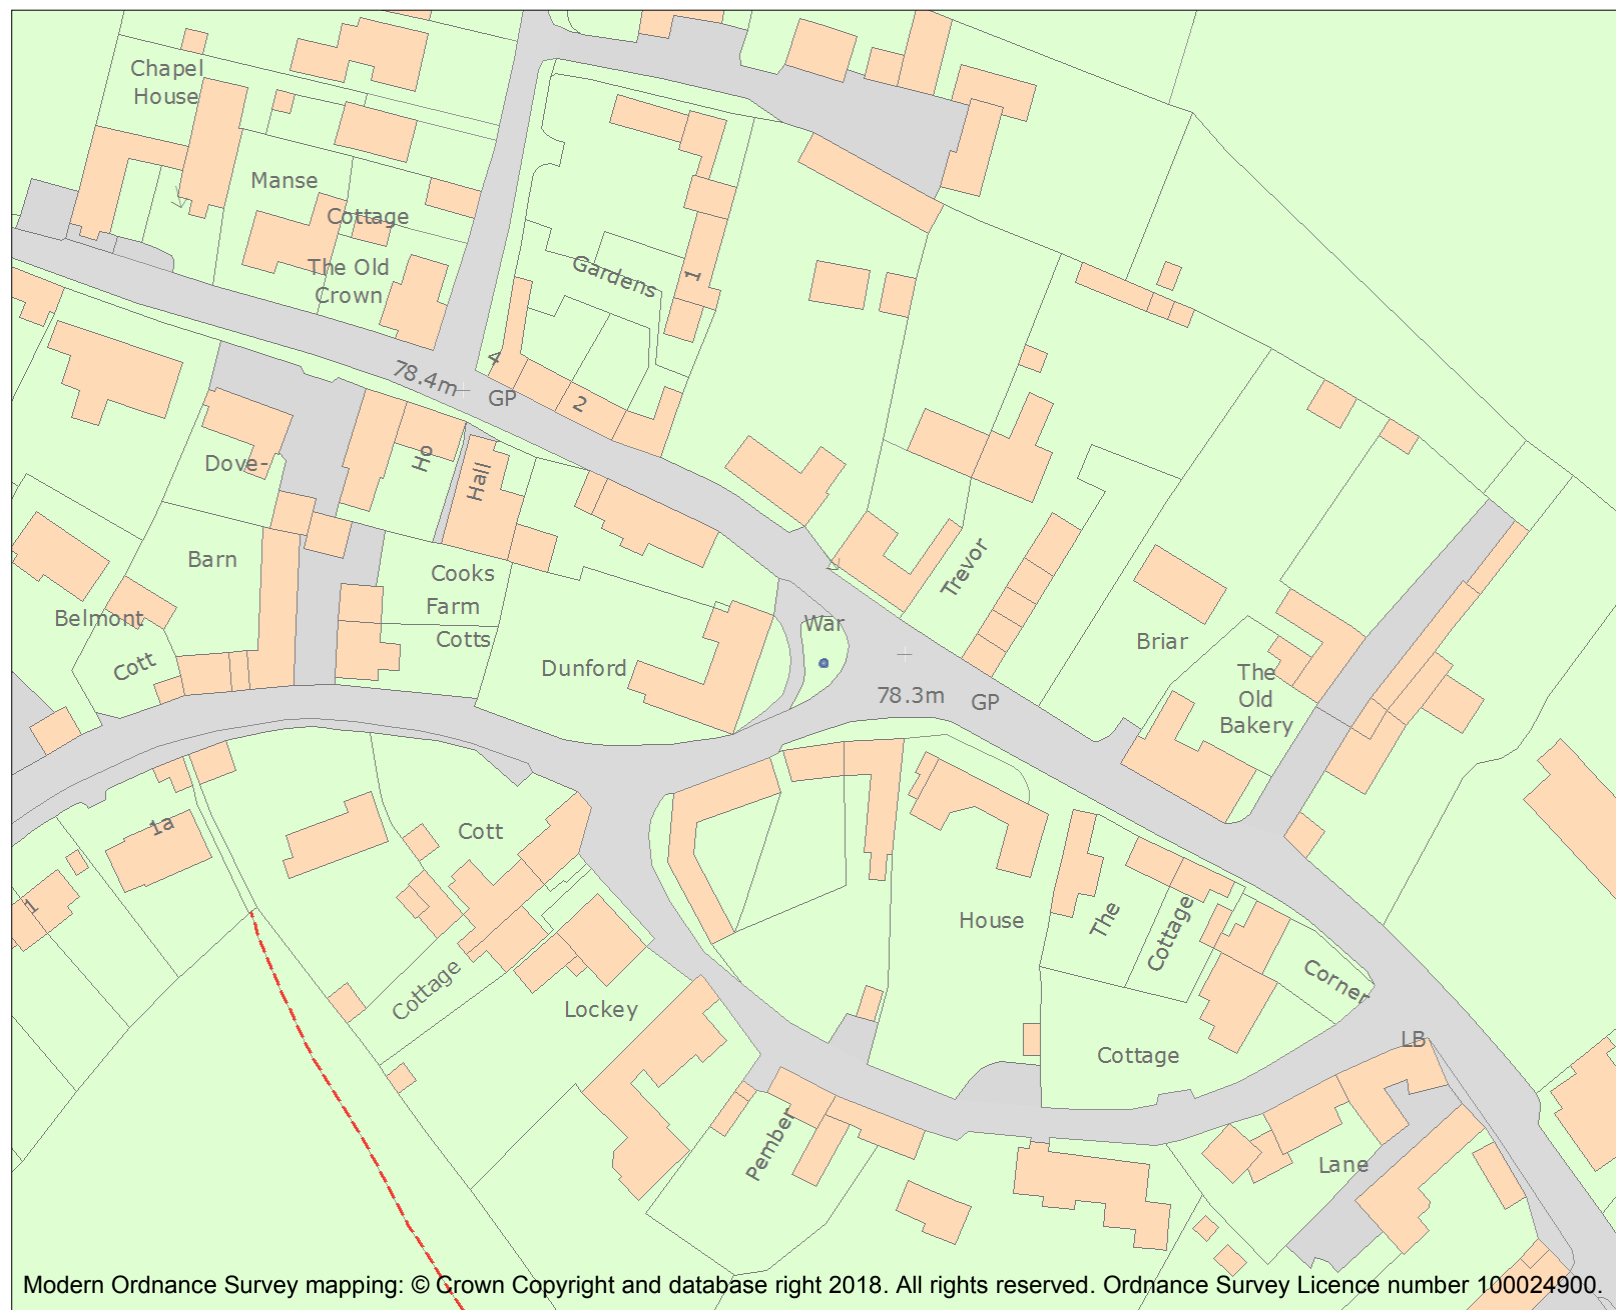 Chapel
House
Manse
Cottage
The Old
Crown
Gardens
1
4
78.4m
GP
2
Ho
Hall
Dove-
Barn
Belmont
Cott
Cooks
Farm
Cotts
Dunford
War
Trevor
78.3m
GP
Briar
The
Old
Bakery
1a
1
Cott
Cottage
Lockey
House
The
Cottage
Corner
Cottage
LB
Pember
Lane
Modern Ordnance Survey mapping: © Crown Copyright and database right 2018. All rights reserved. Ordnance Survey Licence number 100024900.